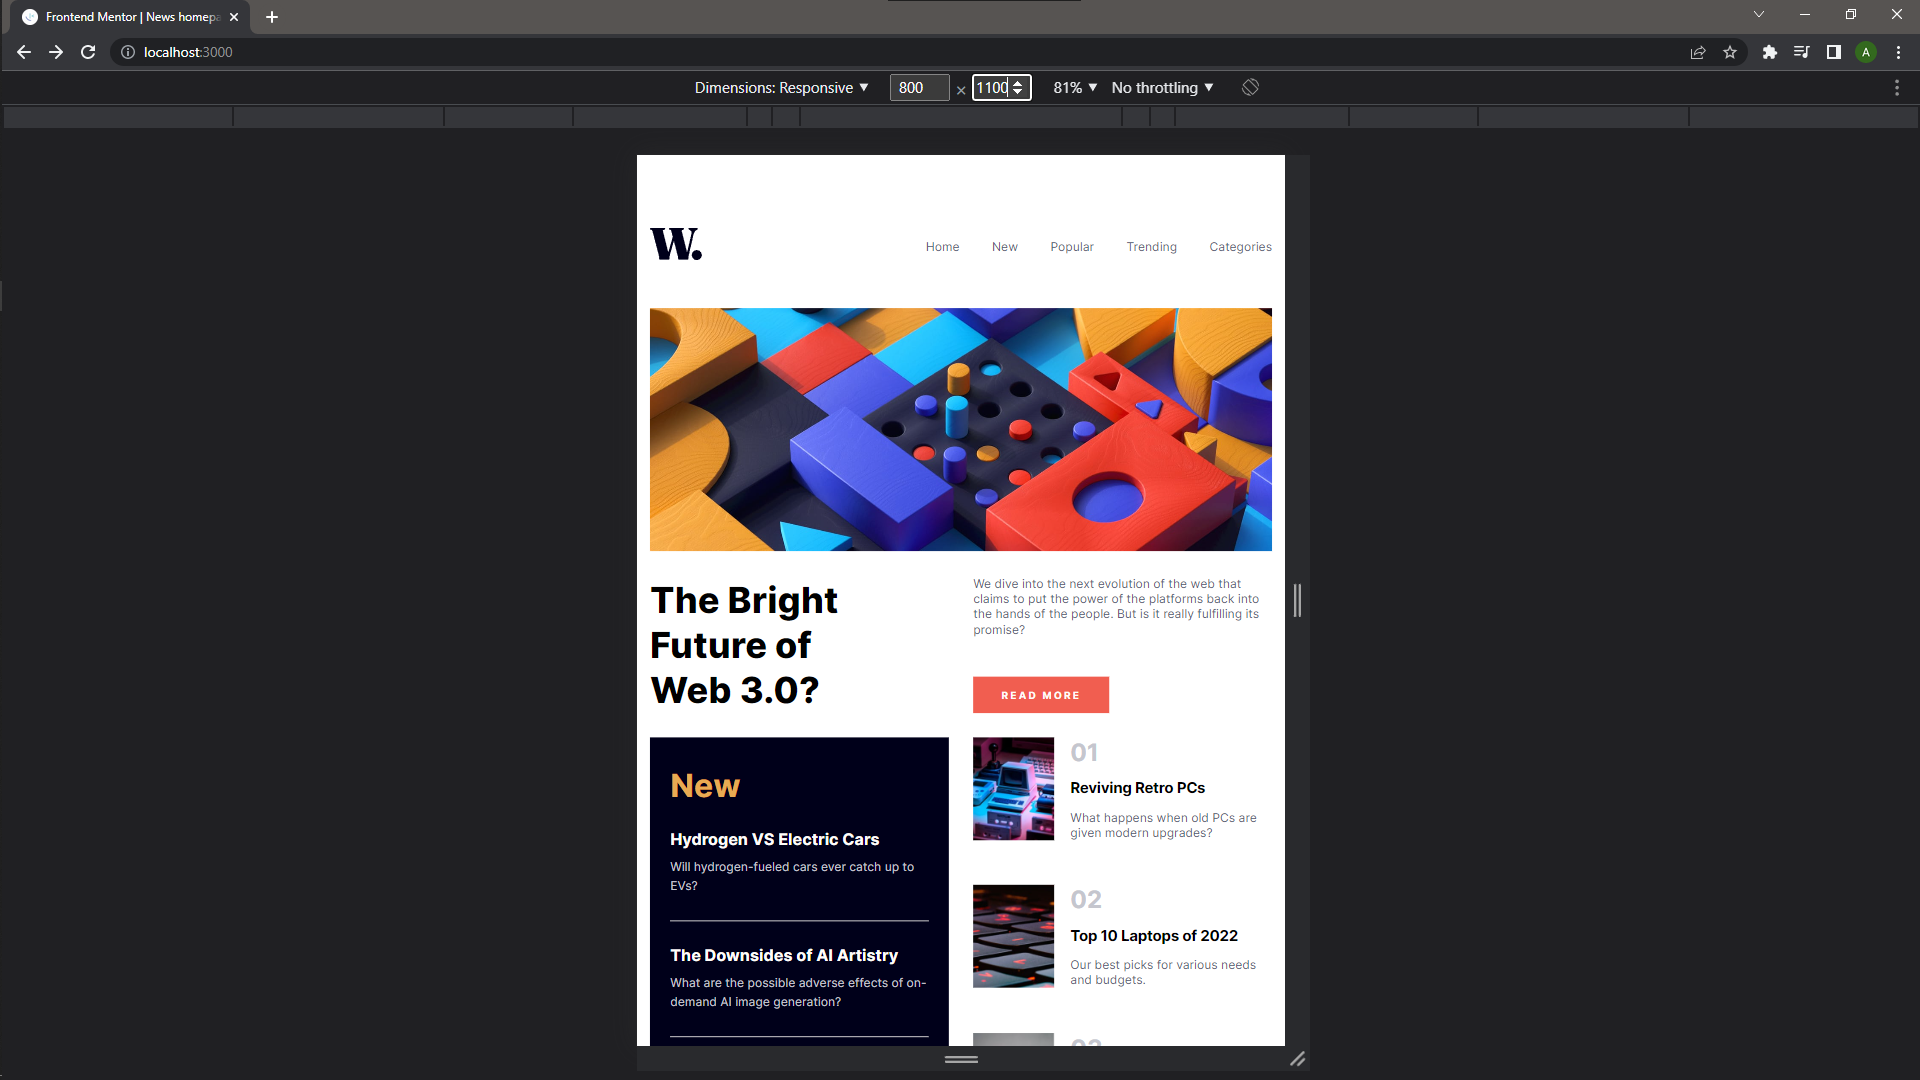 Frontend Mentor | News homepa
localhost:3000
A
Dimensions: Responsive 800 × 1100 81% No throttling
W.
Home New Popular Trending Categories
The Bright
Future of
Web 3.0?
We dive into the next evolution of the web that
claims to put the power of the platforms back into
the hands of the people. But is it really fulfilling its
promise?
READ MORE
New
Hydrogen VS Electric Cars
Will hydrogen-fueled cars ever catch up to
EVs?
The Downsides of AI Artistry
What are the possible adverse effects of on-
demand AI image generation?
01
Reviving Retro PCs
What happens when old PCs are
given modern upgrades?
02
Top 10 Laptops of 2022
Our best picks for various needs
and budgets.
03